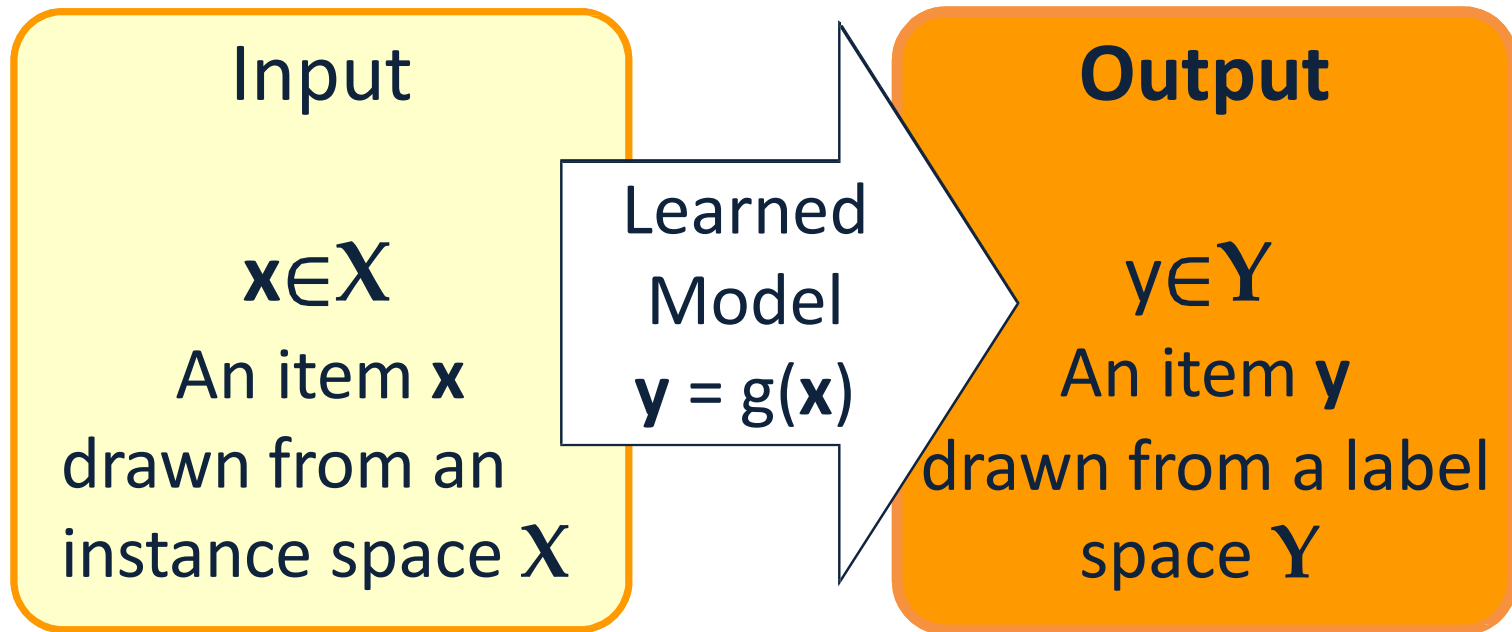 Input
x∈X
An item x
drawn from an
instance space X
Learned
Model
y = g(x)
Output
y∈Y
An item y
drawn from a label
space Y